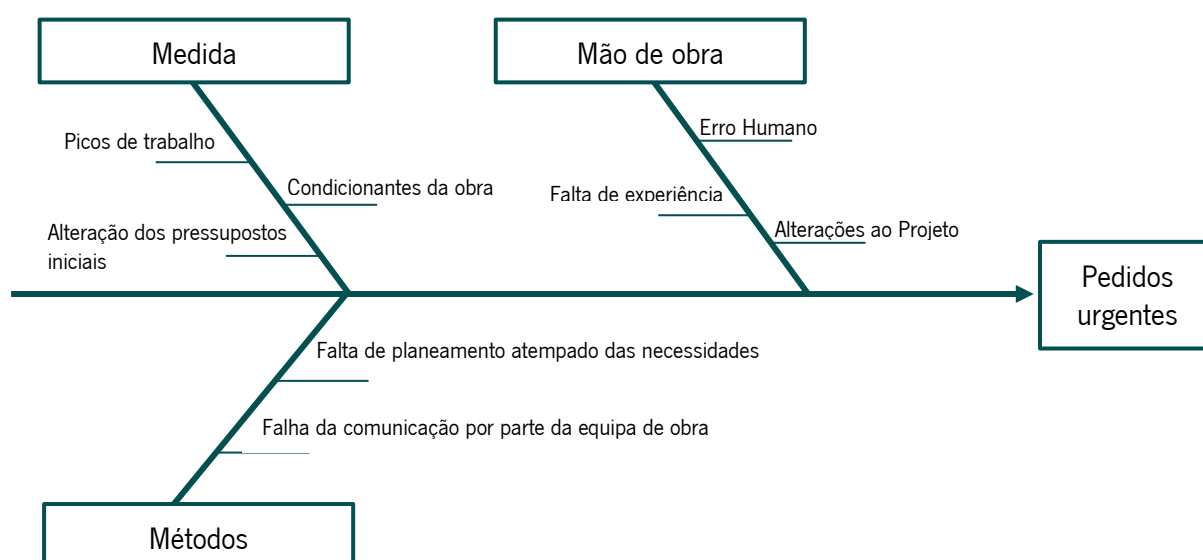 Medida
Mão de obra
Picos de trabalho
Erro Humano
Condicionantes da obra
Falta de experiência
Alteração dos pressupostos
iniciais
Alterações ao Projeto
Pedidos
urgentes
Falta de planeamento atempado das necessidades
Falha da comunicação por parte da equipa de obra
Métodos